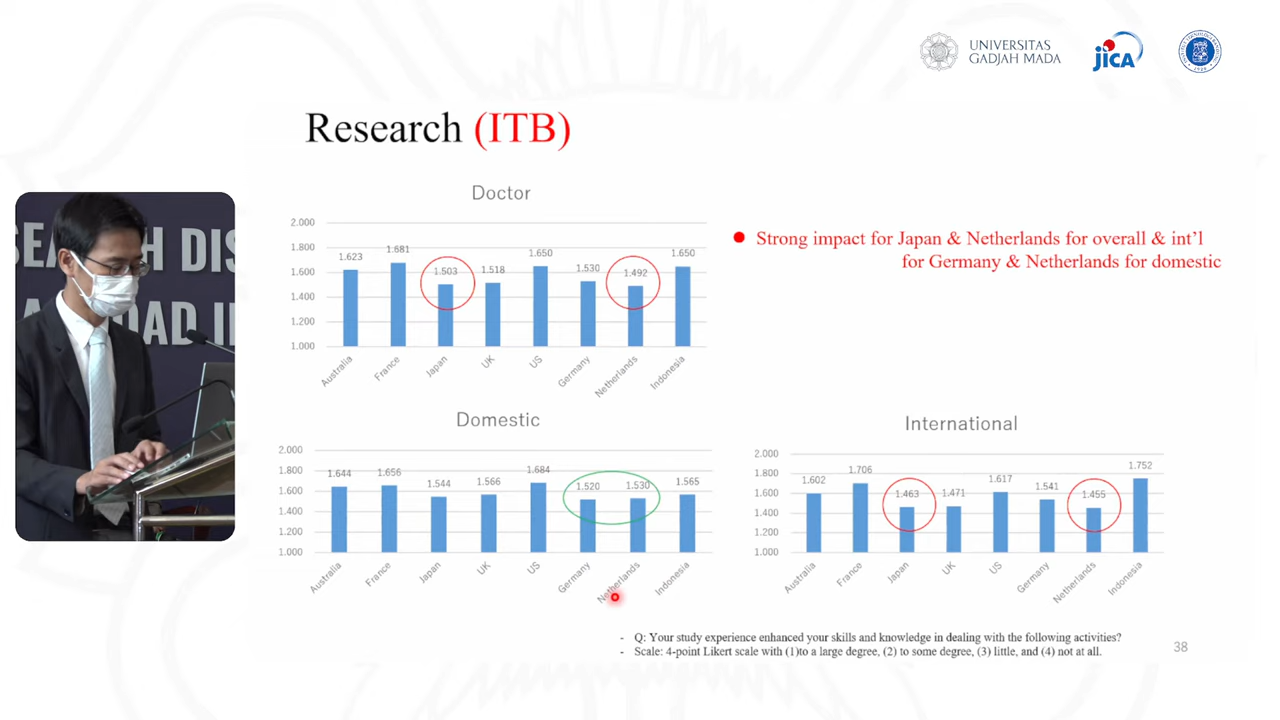 UNIVERSITAS
GADJAH MADA
JICA
Research (ITB)
Doctor
2.000
1.800
1.600
1.400
1.200
1.000
1.623
1.681
1.503
1.518
1.650
1.530
1.492
1.650
Australia
France
Japan
UK
US
Germany
Netherlands
Indonesia
Strong impact for Japan & Netherlands for overall & int'l
for Germany & Netherlands for domestic
Domestic
2.000
1.800
1.600
1.400
1.200
1.000
1.644
1.656
1.544
1.566
1.684
1.520
1.530
1.565
Australia
France
Japan
UK
US
Germany
Netherlands
Indonesia
International
2.000
1.800
1.600
1.400
1.200
1.000
1.602
1.706
1.463
1.471
1.617
1.541
1.455
1.752
Australia
France
Japan
UK
US
Germany
Netherlands
Indonesia
- Q: Your study experience enhanced your skills and knowledge in dealing with the following activities?
- Scale: 4-point Likert scale with (1)to a large degree, (2) to some degree, (3) little, and (4) not at all.
38